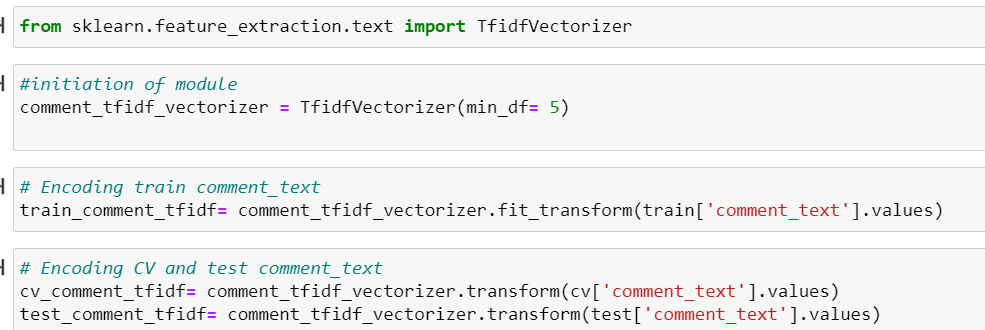 from sklearn.feature_extraction.text import TfidfVectorizer
#initiation of module
comment_tfidf_vectorizer = TfidfVectorizer(min_df= 5)
# Encoding train comment_text
train_comment_tfidf= comment_tfidf_vectorizer.fit_transform(train['comment_text'].values)
# Encoding CV and test comment_text
cv_comment_tfidf= comment_tfidf_vectorizer.transform(cv['comment_text'].values)
test_comment_tfidf= comment_tfidf_vectorizer.transform(test['comment_text'].values)